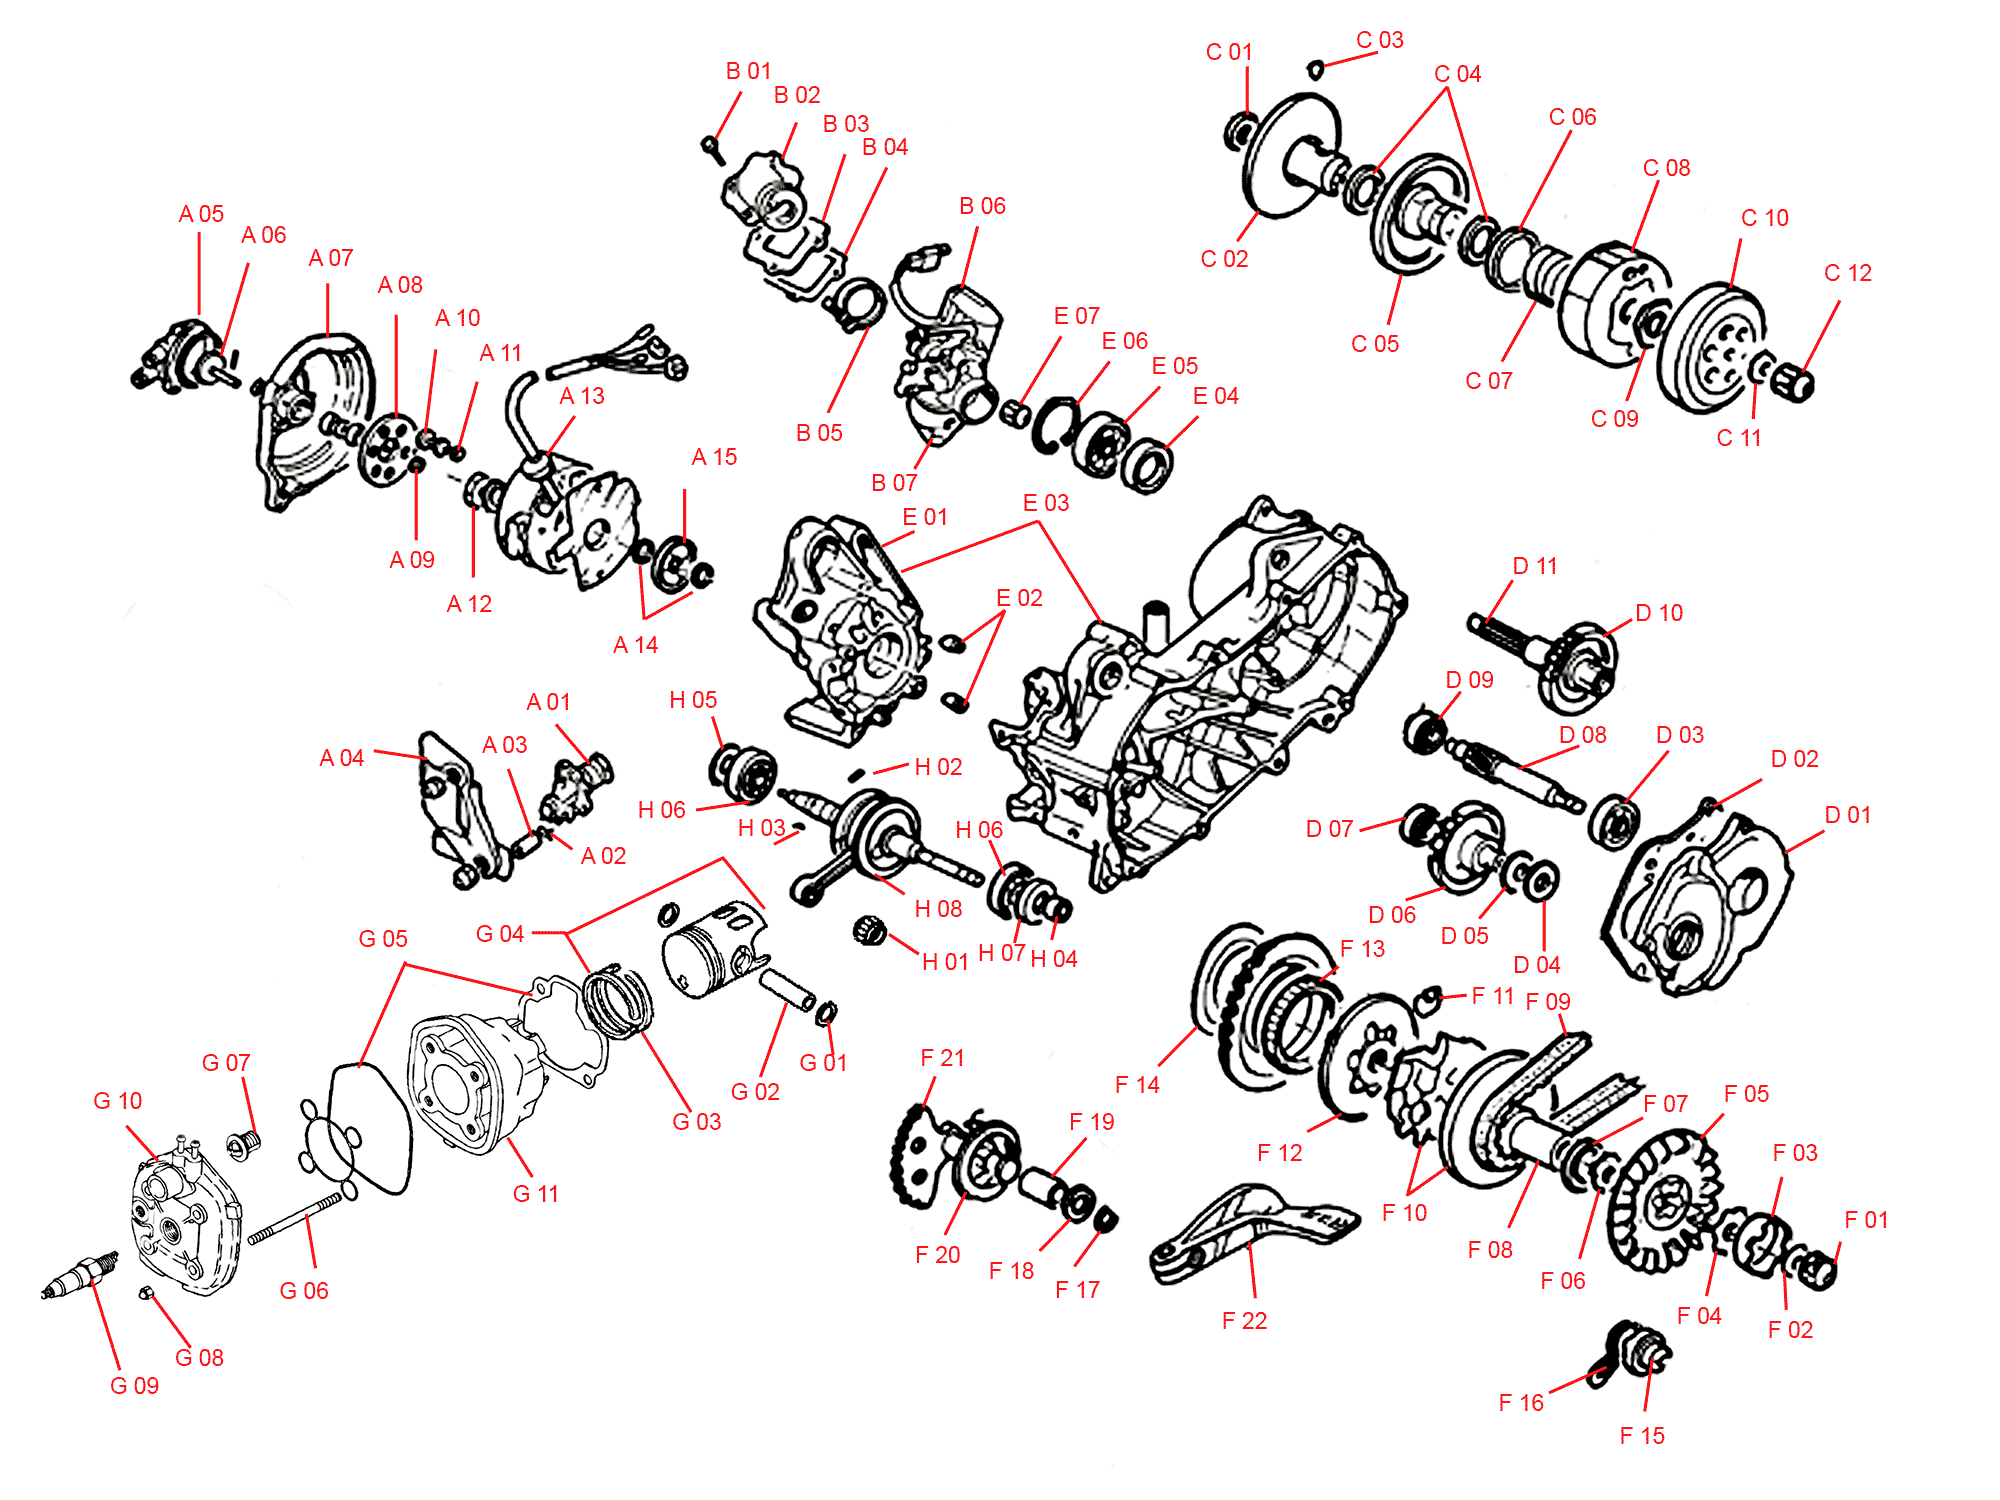 C 01
C 03
C 04
C 06
C 08
C 10
C 12
C 02
C 05
C 07
C 09
C 11
B 01
B 02
B 03
B 04
B 06
B 05
B 07
A 05
A 06
A 07
A 08
A 10
A 11
A 13
A 15
A 09
A 12
A 14
E 07
E 06
E 05
E 04
E 03
E 01
E 02
D 11
D 10
D 09
D 08
D 03
D 02
D 01
D 07
D 06
D 05
D 04
A 01
A 03
A 04
A 02
H 05
H 02
H 06
H 03
H 06
H 08
H 01
H 07
H 04
G 04
G 05
G 01
G 02
G 03
G 07
G 10
G 11
G 06
G 08
G 09
F 13
F 11
F 09
F 14
F 12
F 10
F 07
F 05
F 03
F 01
F 08
F 06
F 04
F 02
F 21
F 19
F 20
F 18
F 17
F 22
F 16
F 15